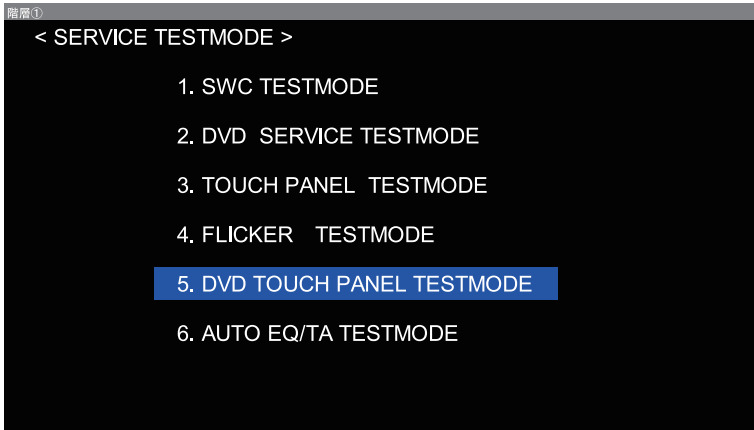 階層①
< SERVICE TESTMODE >
1. SWC TESTMODE
2. DVD SERVICE TESTMODE
3. TOUCH PANEL TESTMODE
4. FLICKER TESTMODE
5. DVD TOUCH PANEL TESTMODE
6. AUTO EQ/TA TESTMODE